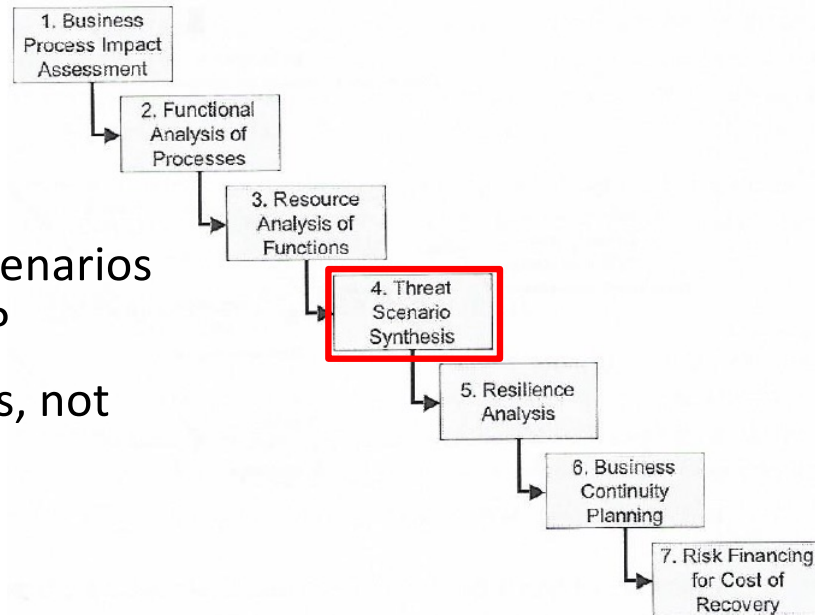 1. Business
Process Impact
Assessment
2. Functional
Analysis of
Processes
3. Resource
Analysis of
Functions
enarios
4. Threat
Scenario
Synthesis
s, not
5. Resilience
Analysis
6. Business
Continuity
Planning
7. Risk Financing
for Cost of
Recovery